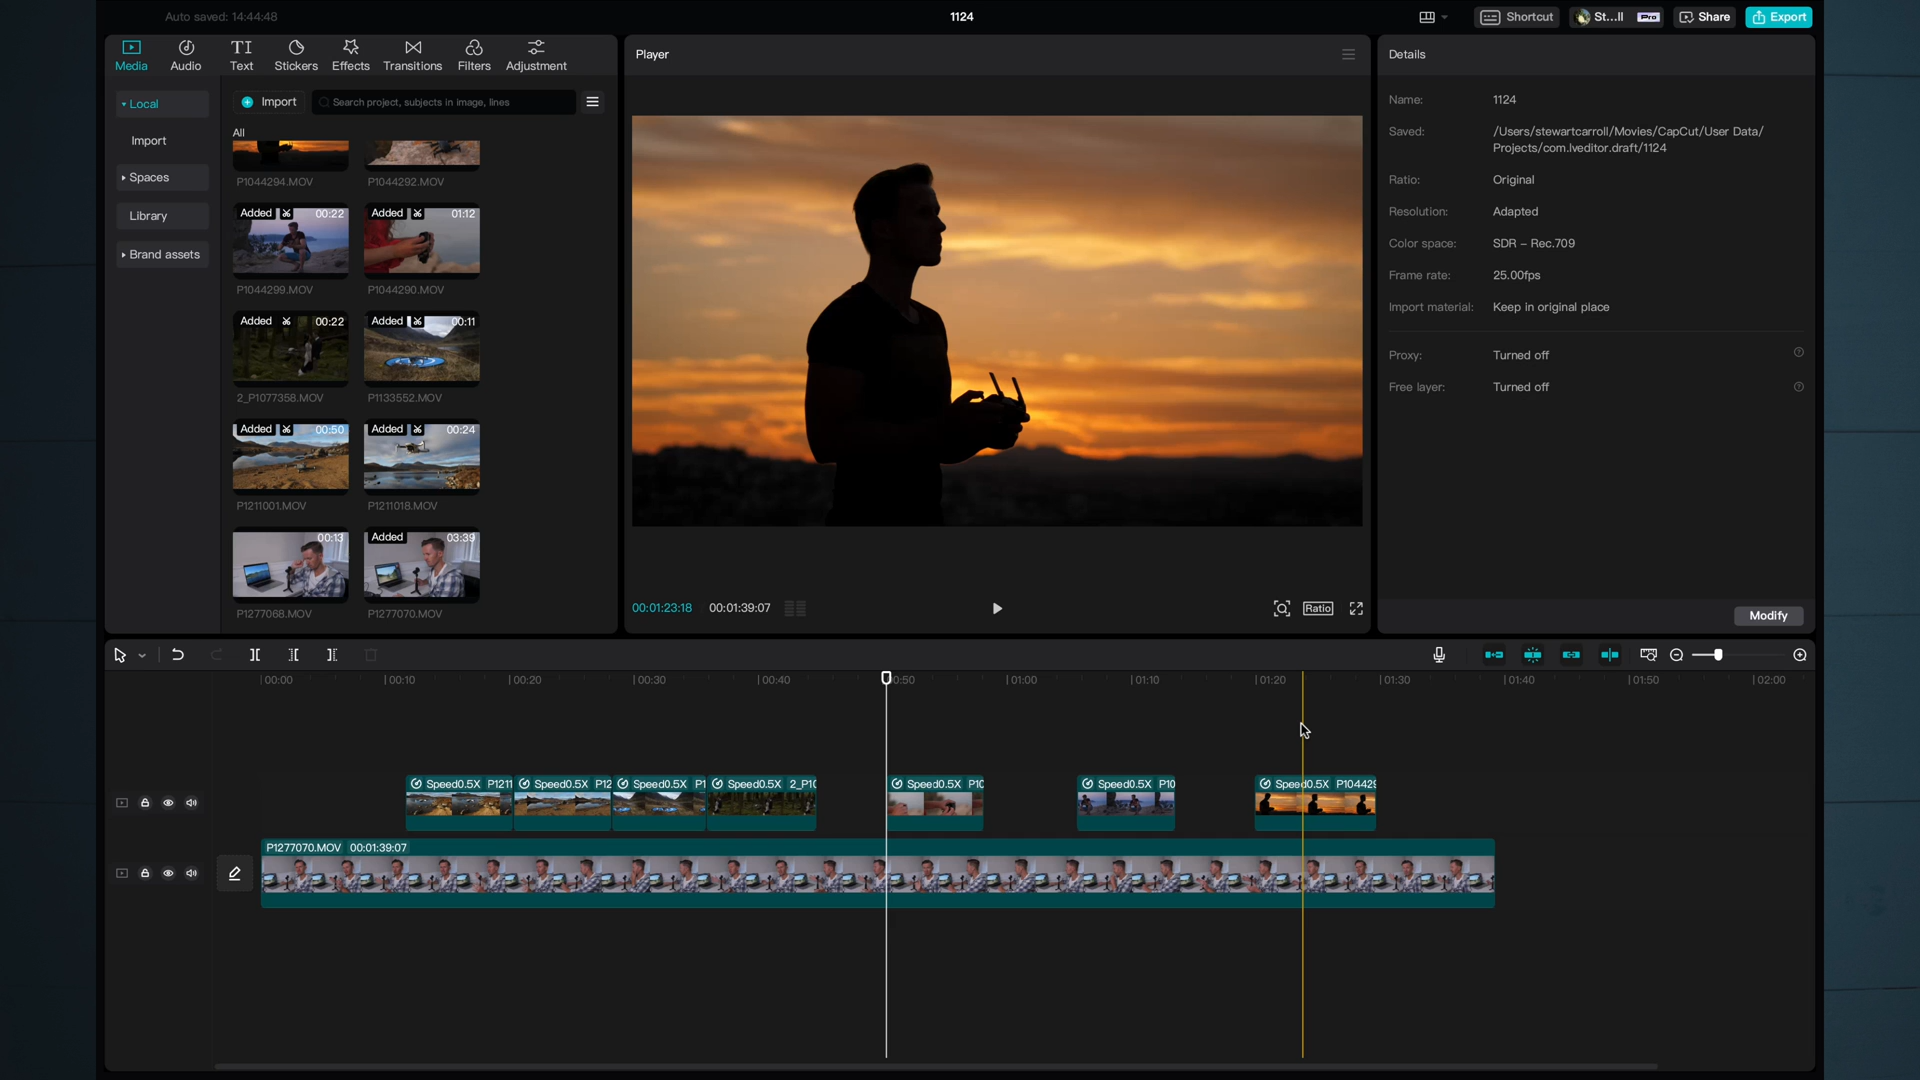 Auto saved: 14:44:48
1124
Shortcut
St...ll
Pro
Share
Export
Media
Audio
TI
Text
Stickers
Effects
Transitions
Filters
Adjustment
Local
Import
Spaces
Library
Brand assets
Import
Search project, subjects in image, lines
All
P1044294.MOV
P1044292.MOV
Added 00:22
Added 01:12
P1044299.MOV
P1044290.MOV
Added 00:22
Added 00:11
2_P1077358.MOV
P1133552.MOV
Added 00:50
Added 00:24
P1211001.MOV
P1211018.MOV
00:13
Added 03:39
P1277068.MOV
P1277070.MOV
Player
00:01:23:18
00:01:39:07
Ratio
Details
Name: 1124
Saved: /Users/stewartcarroll/Movies/CapCut/User Data/
Projects/com.lveditor.draft/1124
Ratio: Original
Resolution: Adapted
Color space: SDR – Rec.709
Frame rate: 25.00fps
Import material: Keep in original place
Proxy: Turned off
Free layer: Turned off
Modify
00:00
00:10
00:20
00:30
00:40
00:50
01:00
01:10
01:20
01:30
01:40
01:50
02:00
Speed0.5X P1211
Speed0.5X P12
Speed0.5X P1
Speed0.5X 2_P10
Speed0.5X P10
Speed0.5X P10
Speed0.5X P104429
P1277070.MOV 00:01:39:07